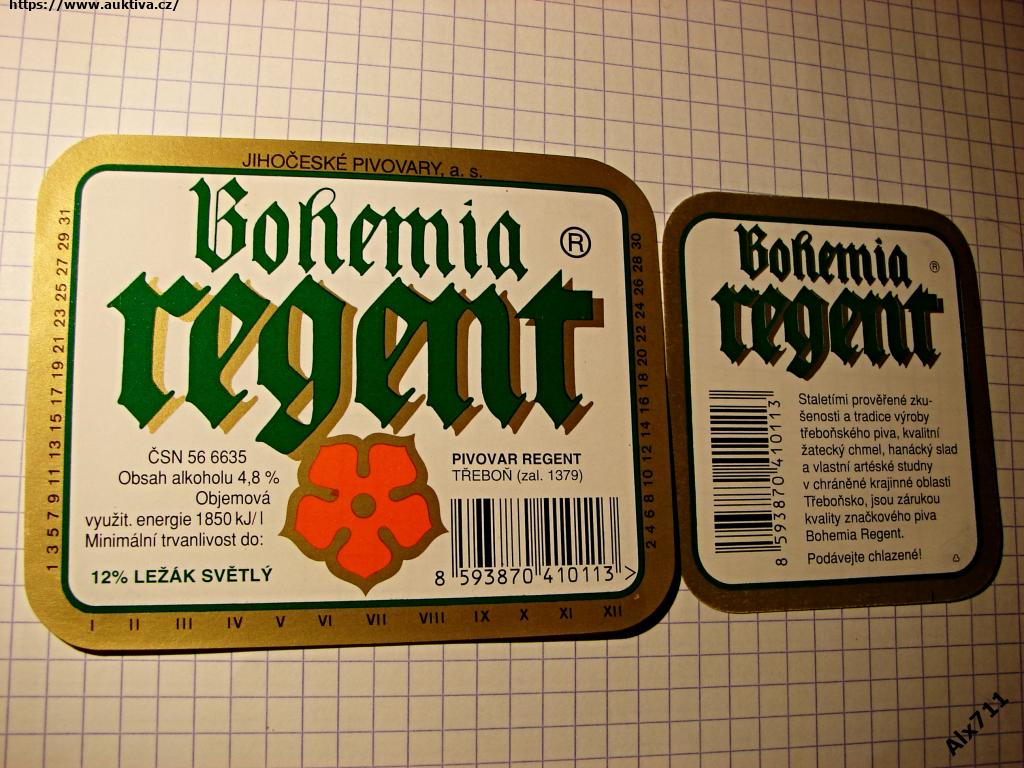 https://www.auktiva.cz/
JIHOČESKÉ PIVOVARY, a. s.
Bohemia
regent
®
1 3 5 7 9 11 13 15 17 19 21 23 25 27 29 31
2 4 6 8 10 12 14 16 18 20 22 24 26 28 30
ČSN 56 6635
Obsah alkoholu 4,8 %
Objemová
využit. energie 1850 kJ/ l
Minimální trvanlivost do:
12% LEŽÁK SVĚTLÝ
PIVOVAR REGENT
TŘEBOŇ (zal. 1379)
8 593870 410113 >
I II III IV V VI VII VIII IX X XI XII
Bohemia
regent
®
8 593870 410113
Staletími prověřené zku-
šenosti a tradice výroby
třeboňského piva, kvalitní
žatecký chmel, hanácký slad
a vlastní artéské studny
v chráněné krajinné oblasti
Třeboňsko, jsou zárukou
kvality značkového piva
Bohemia Regent.
Podávejte chlazené!
Alx711